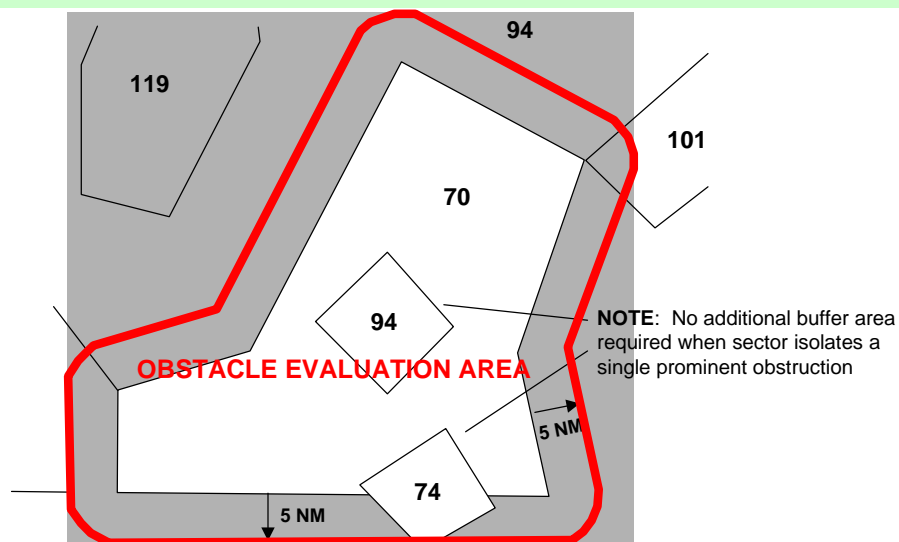 94
119
101
70
94
NOTE: No additional buffer area
required when sector isolates a
single prominent obstruction
OBSTACLE EVALUATION AREA
5 NM
74
5 NM